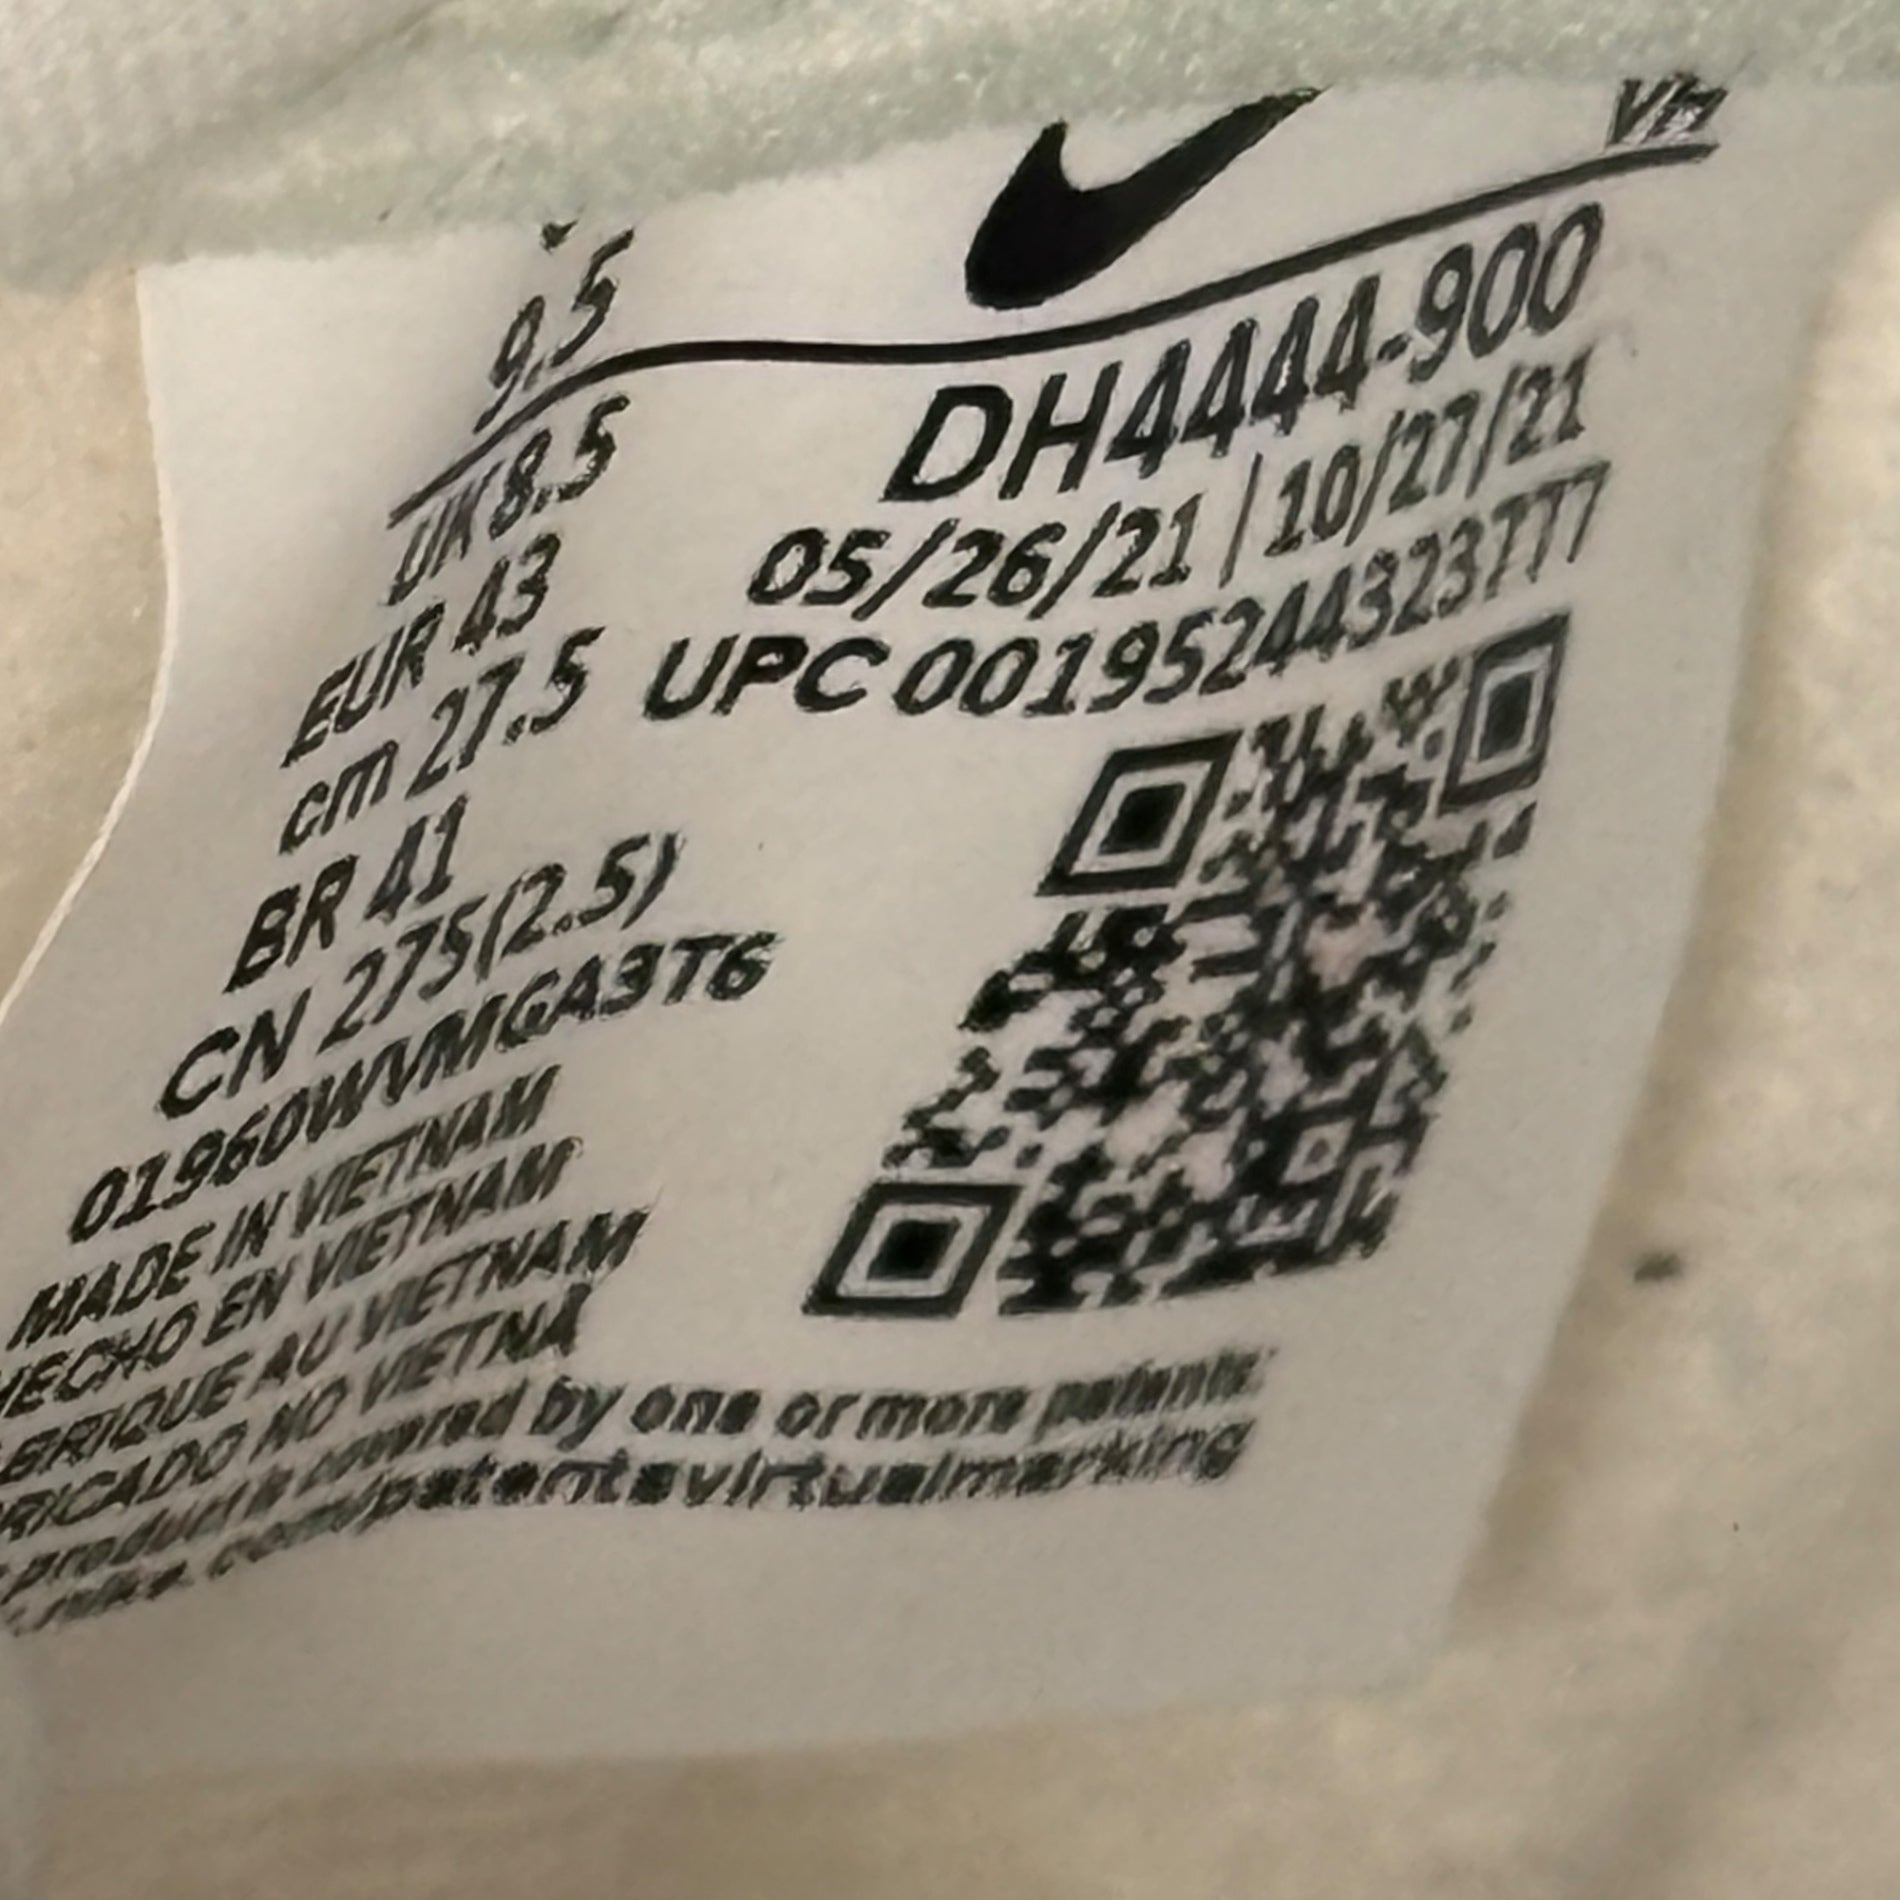 9.5
UK 8.5
EUR 43
cm 27.5
BR 41
CN 275(2.5)
01960WVMGA3T6
DH4444-900
05/26/21 | 10/27/21
UPC 00195244323777
MADE IN VIETNAM
HECHO EN VIETNAM
ABRIQUE AU VIETNAM
RICADO NO VIETNÃ
product is covered by one or more patents.
nike.com/patentsvirtualmarking